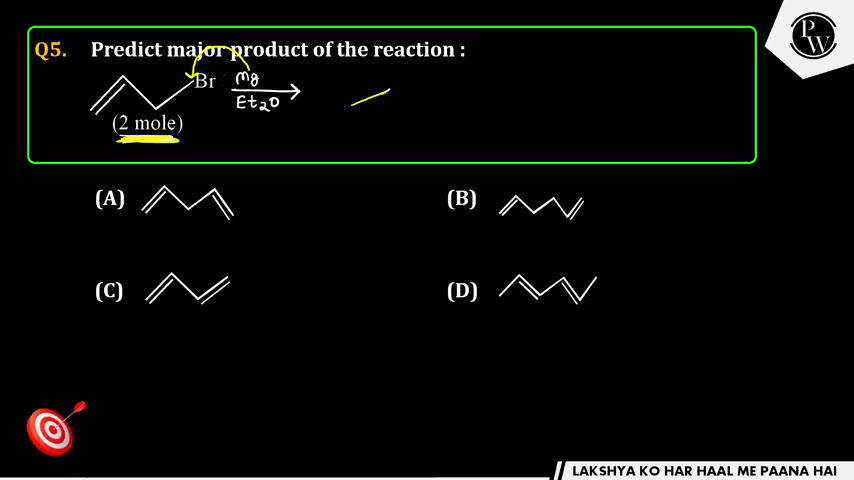 Q5. Predict major product of the reaction :
Br Mg
Et₂O
(2 mole)
(A)
(B)
(C)
(D)
PW
LAKSHYA KO HAR HAAL ME PAANA HAI